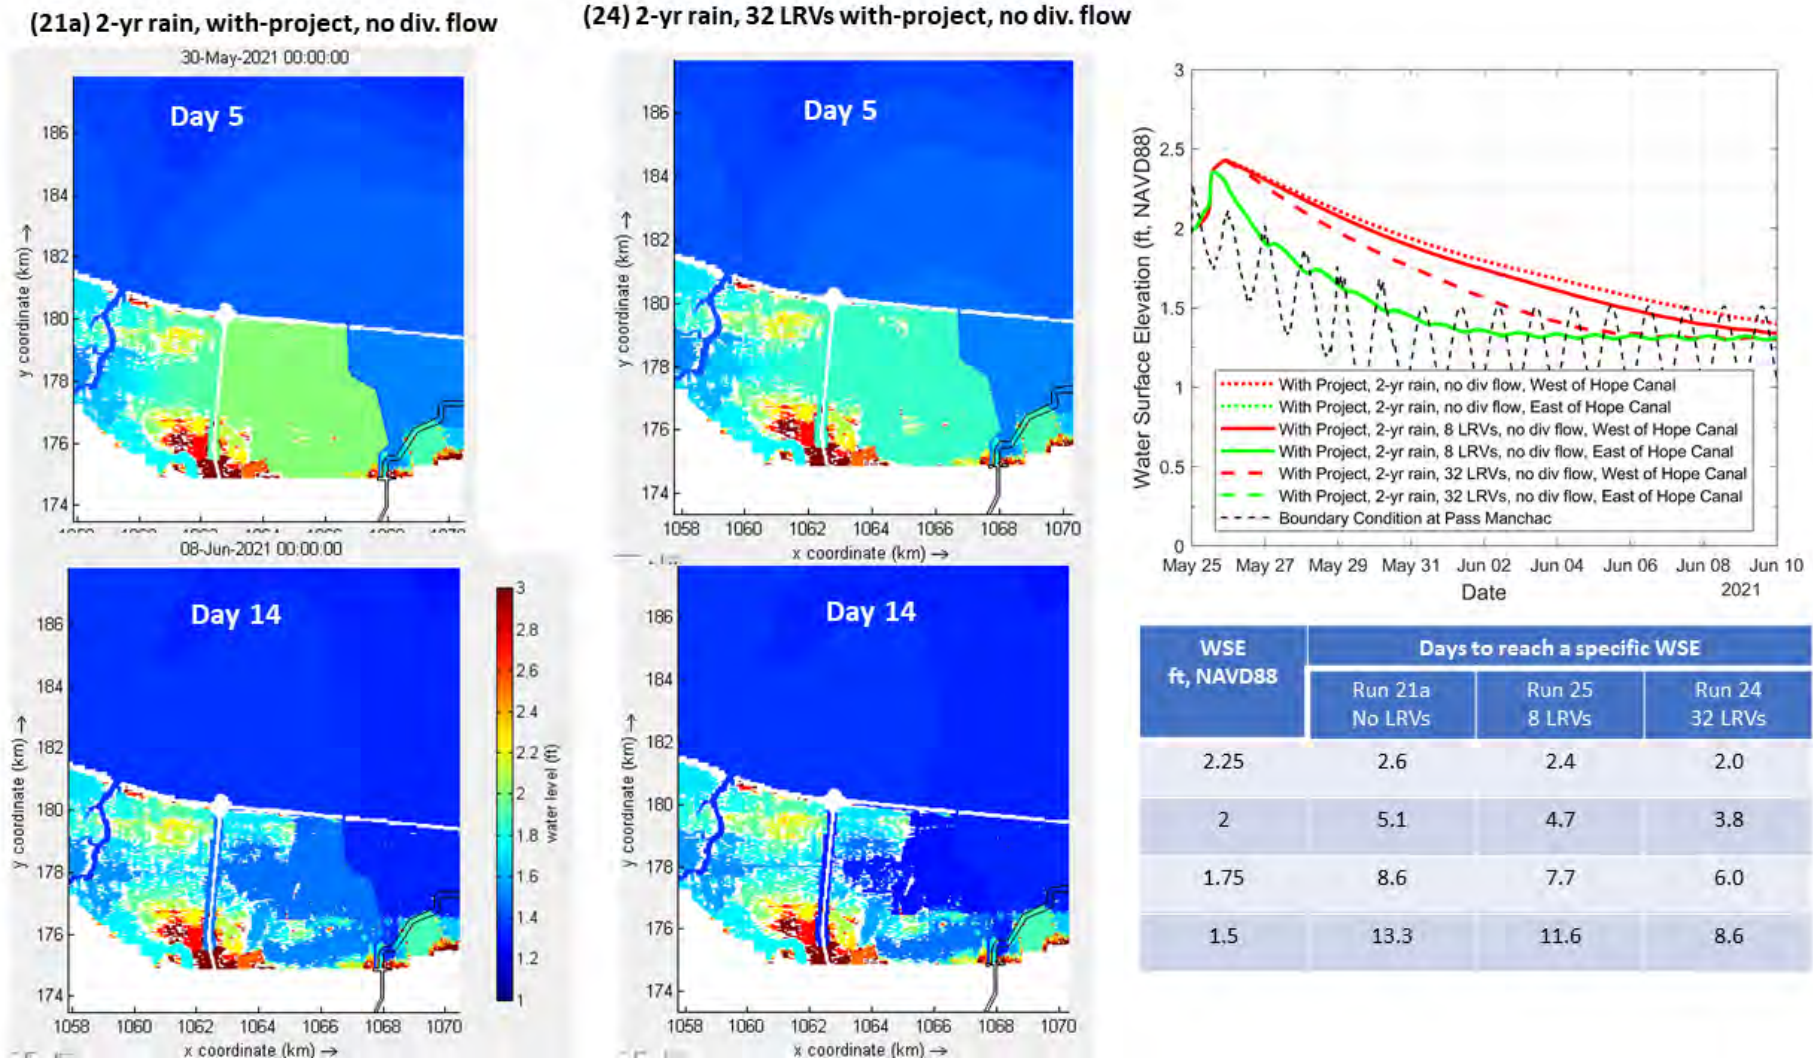 (21a) 2-yr rain, with-project, no div. flow
30-May-2021 00:00:00
Day 5
186
184
182
180
178
176
174
y coordinate (km) →
08-Jun-2021 00:00:00
Day 14
186
184
182
180
178
176
174
y coordinate (km) →
1058 1060 1062 1064 1066 1068 1070
x coordinate (km) →
3
2.8
2.6
2.4
2.2
2
1.8
1.6
1.4
1.2
1
water level (ft)
(24) 2-yr rain, 32 LRVs with-project, no div. flow
Day 5
186
184
182
180
178
176
174
y coordinate (km) →
1058 1060 1062 1064 1066 1068 1070
x coordinate (km) →
Day 14
186
184
182
180
178
176
174
y coordinate (km) →
1058 1060 1062 1064 1066 1068 1070
x coordinate (km) →
3
2.5
2
1.5
1
0.5
0
Water Surface Elevation (ft, NAVD88)
With Project, 2-yr rain, no div flow, West of Hope Canal
With Project, 2-yr rain, no div flow, East of Hope Canal
With Project, 2-yr rain, 8 LRVs, no div flow, West of Hope Canal
With Project, 2-yr rain, 8 LRVs, no div flow, East of Hope Canal
With Project, 2-yr rain, 32 LRVs, no div flow, West of Hope Canal
With Project, 2-yr rain, 32 LRVs, no div flow, East of Hope Canal
Boundary Condition at Pass Manchac
May 25 May 27 May 29 May 31 Jun 02 Jun 04 Jun 06 Jun 08 Jun 10
Date
2021
WSE
ft, NAVD88
Days to reach a specific WSE
Run 21a
No LRVs
Run 25
8 LRVs
Run 24
32 LRVs
2.25 2.6 2.4 2.0
2 5.1 4.7 3.8
1.75 8.6 7.7 6.0
1.5 13.3 11.6 8.6